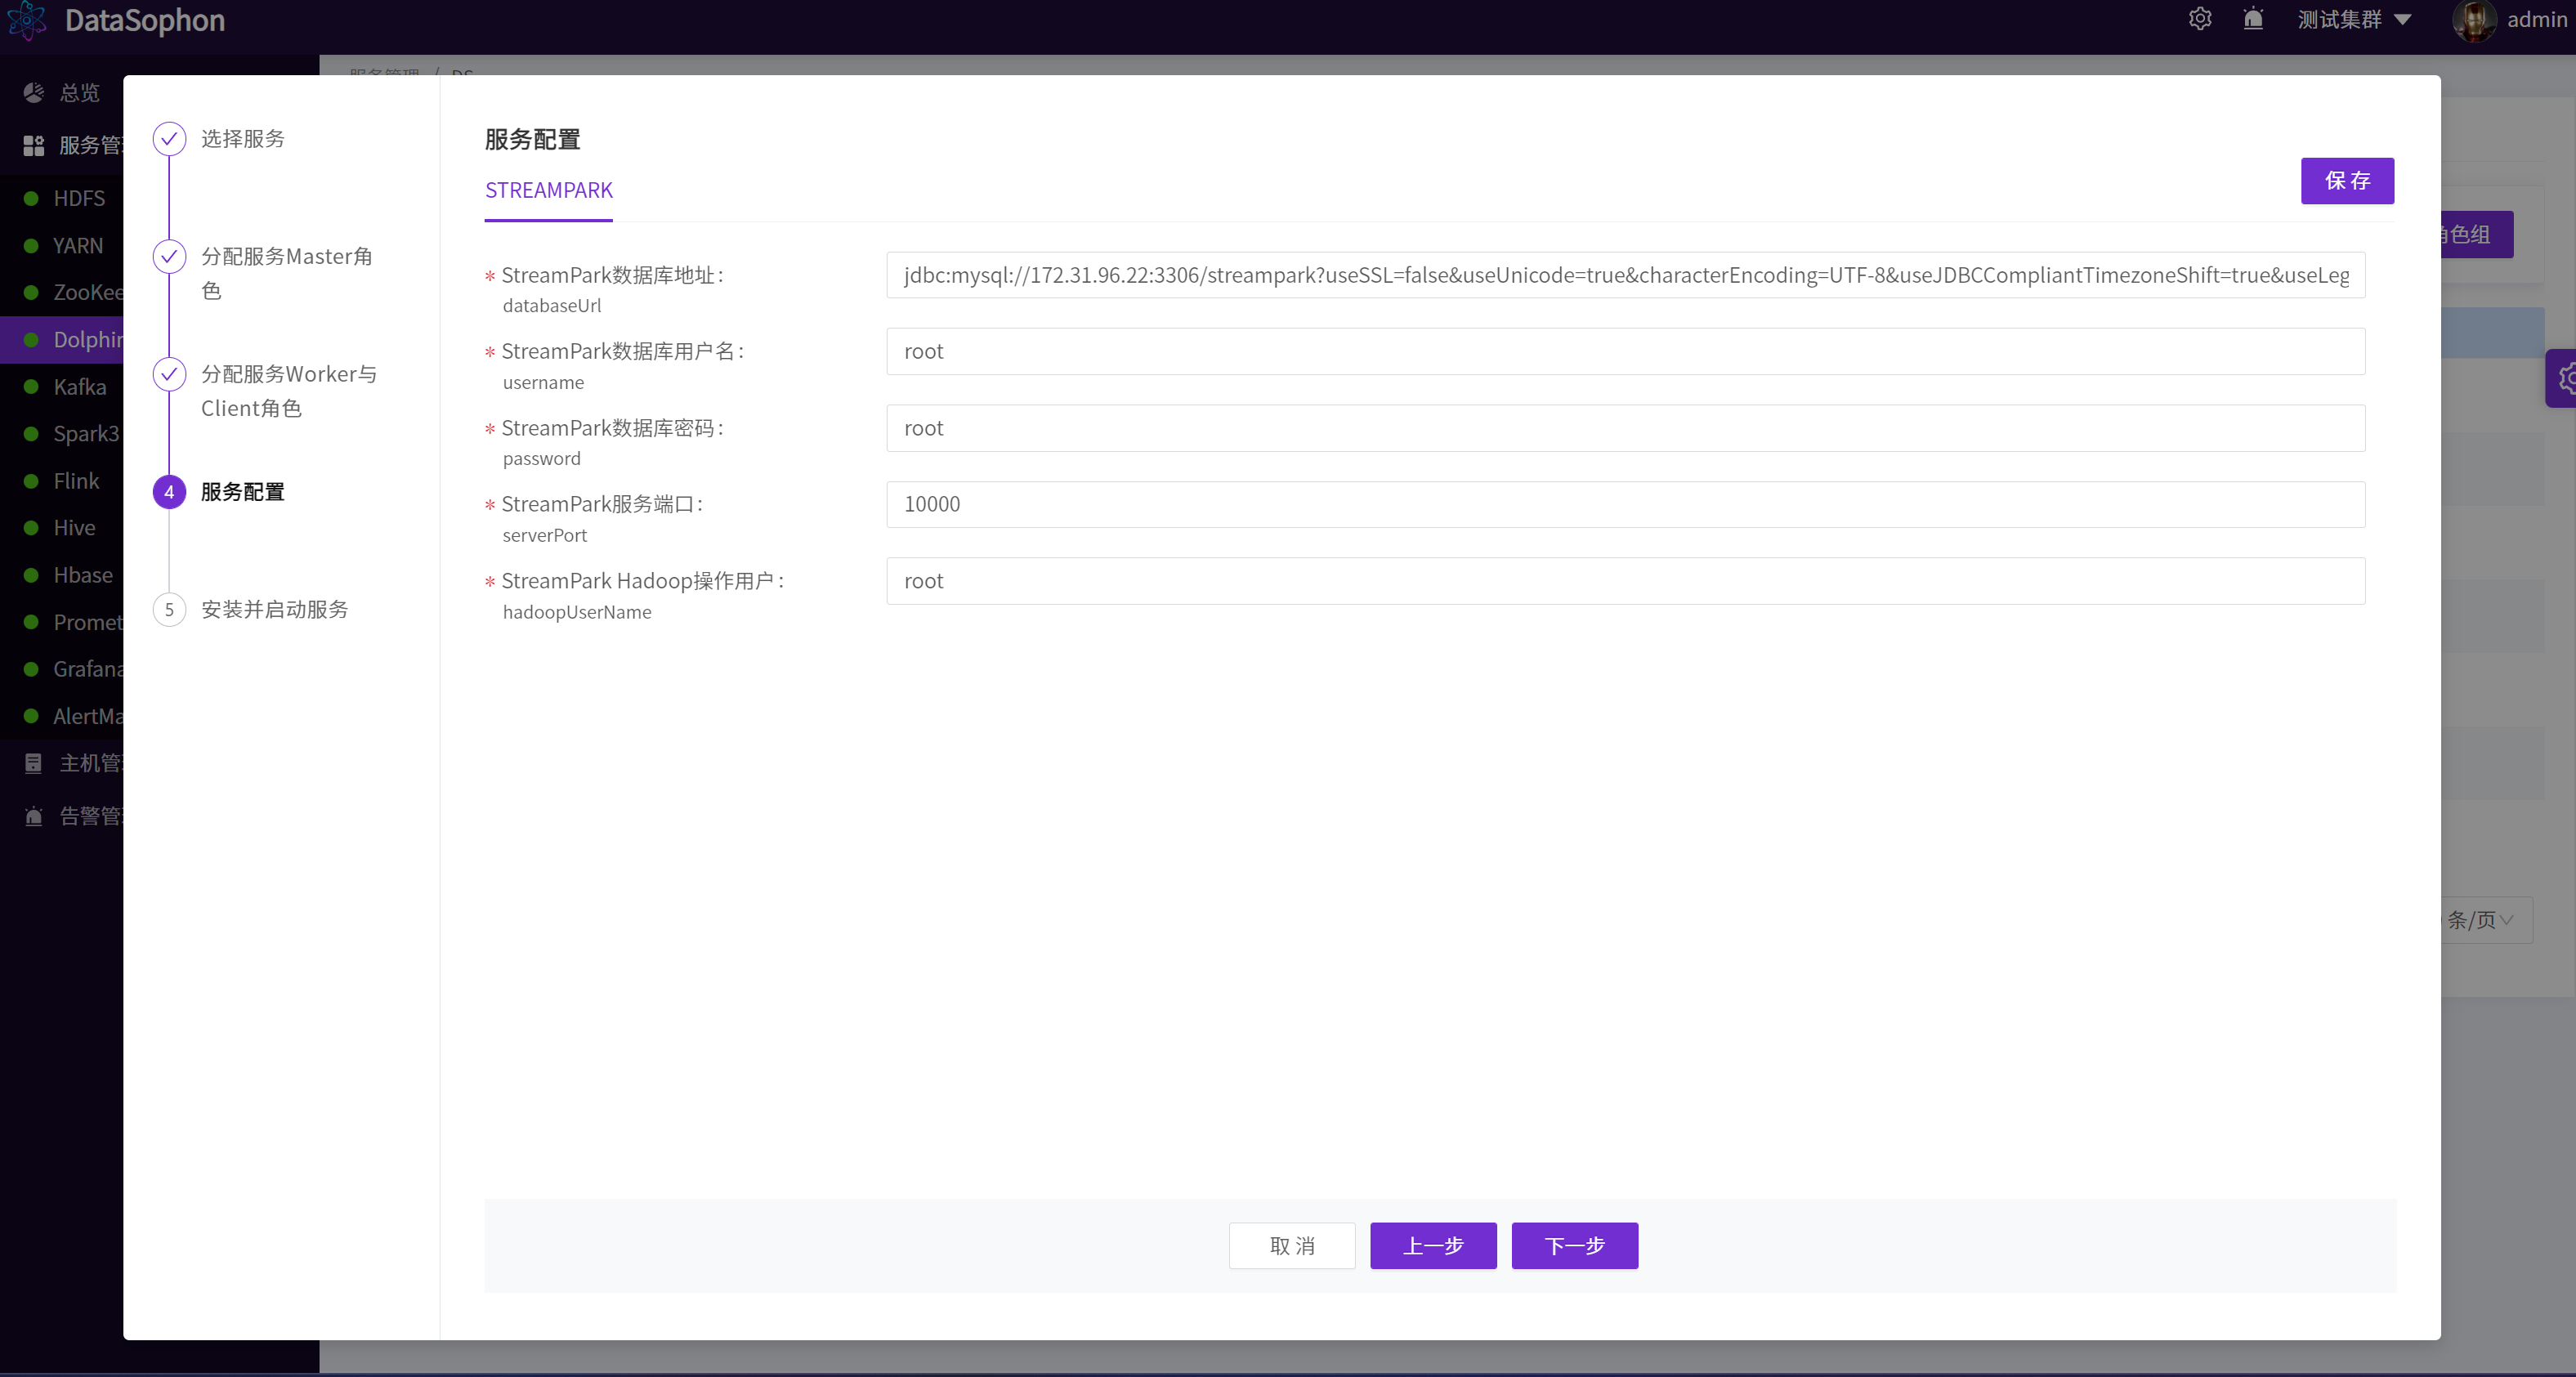 DataSophon
测试集群
admin
总览
服务管
HDFS
YARN
ZooKee
Dolphin
Kafka
Spark3
Flink
Hive
Hbase
Promet
Grafana
AlertMa
主机管
告警管
选择服务
分配服务Master角
色
分配服务Worker与
Client角色
4
服务配置
5
安装并启动服务
服务配置
STREAMPARK
保 存
* StreamPark数据库地址：
databaseUrl
jdbc:mysql://172.31.96.22:3306/streampark?useSSL=false&useUnicode=true&characterEncoding=UTF-8&useJDBCCompliantTimezoneShift=true&useLeg
* StreamPark数据库用户名：
username
root
* StreamPark数据库密码：
password
root
* StreamPark服务端口：
serverPort
10000
* StreamPark Hadoop操作用户：
hadoopUserName
root
取 消
上一步
下一步
角色组
条/页